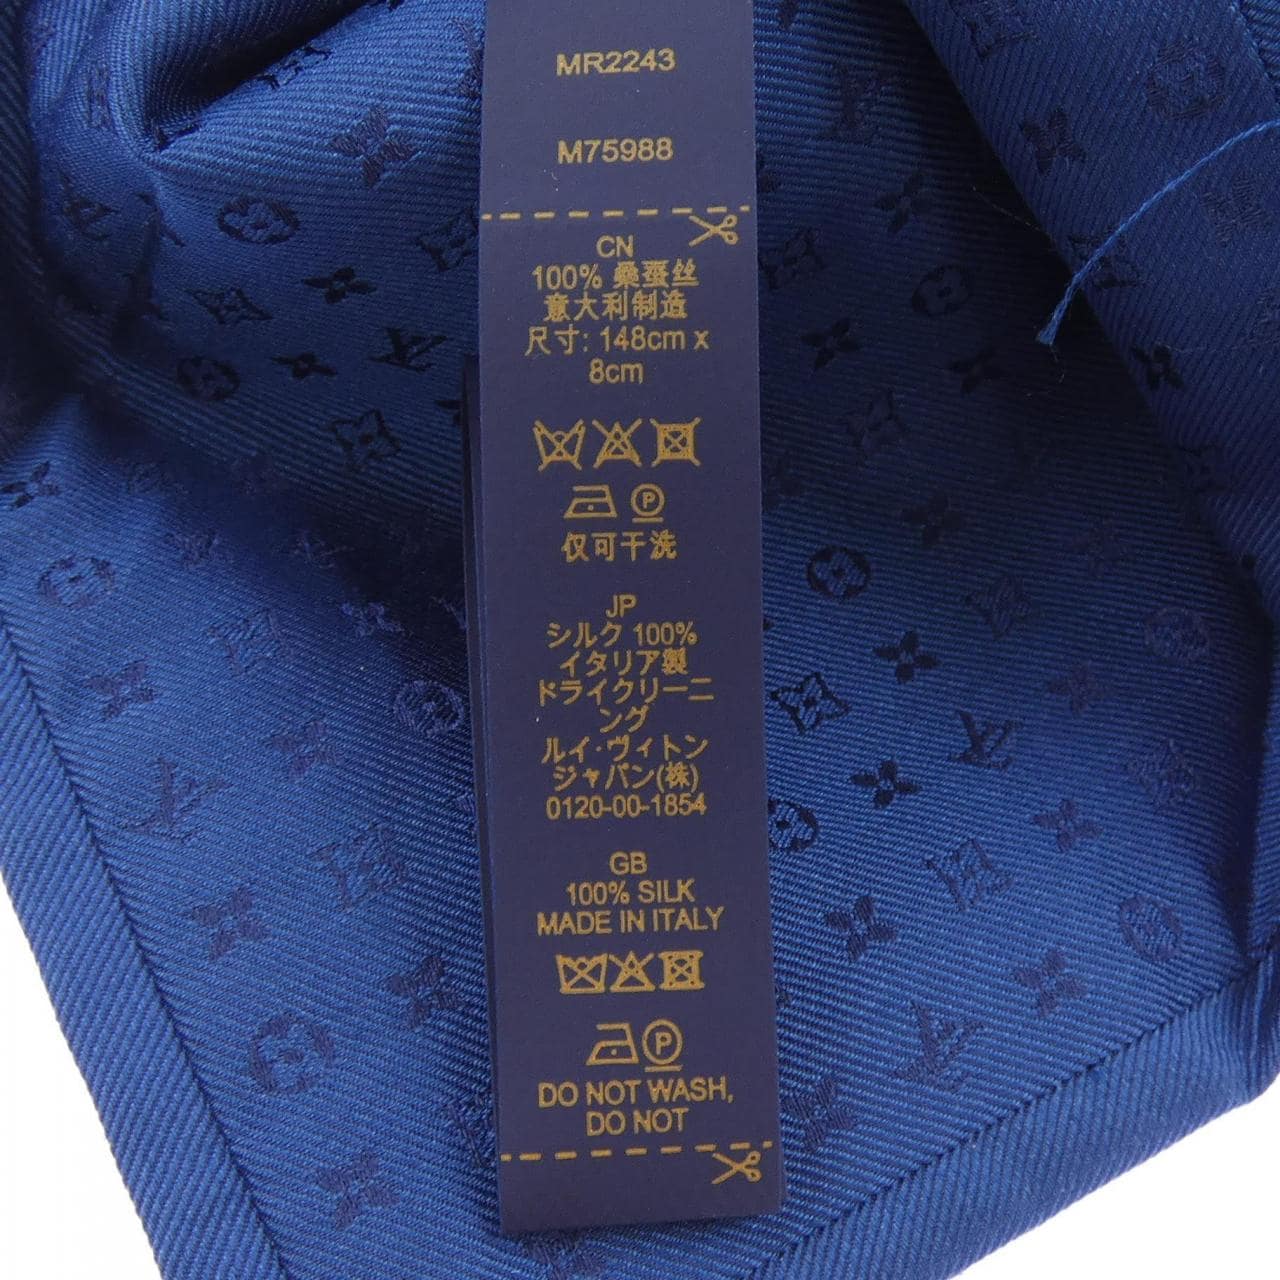 MR2243
M75988
CN
100% 桑蚕丝
意大利制造
尺寸: 148cm x
8cm
P
仅可干洗
JP
シルク 100%
イタリア製
ドライクリーニ
ング
ルイ·ヴィトン
ジャパン(株)
0120-00-1854
GB
100% SILK
MADE IN ITALY
P
DO NOT WASH,
DO NOT